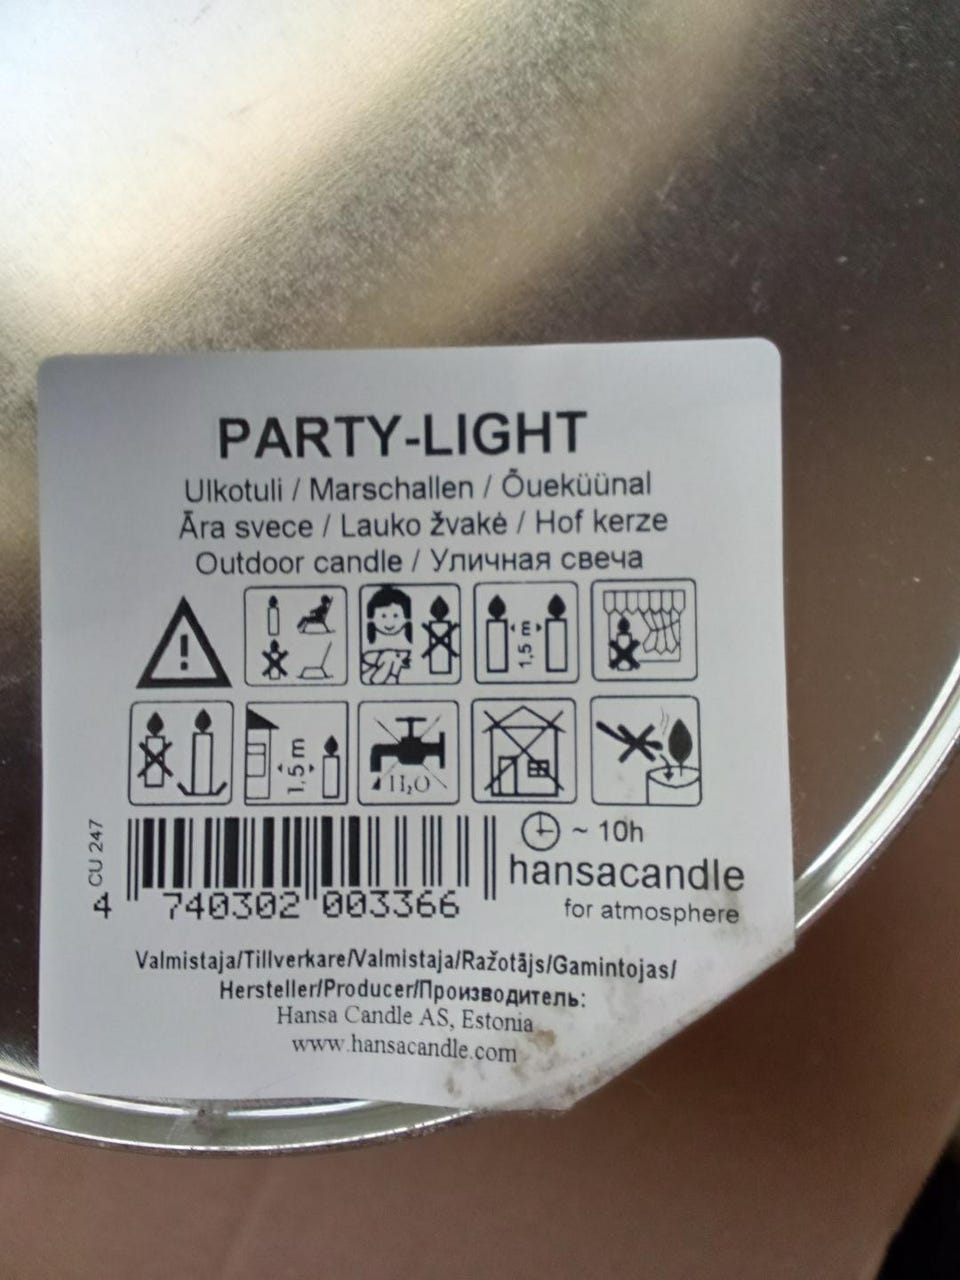 PARTY-LIGHT
Ulkotuli / Marschallen / Õueküünal
Āra svece / Lauko žvakė / Hof kerze
Outdoor candle / Уличная свеча
1,5 m
1,5 m
H₂O
CU 247
4 740302 003366
~ 10h
hansacandle
for atmosphere
Valmistaja/Tillverkare/Valmistaja/Ražotājs/Gamintojas/
Hersteller/Producer/Производитель:
Hansa Candle AS, Estonia
www.hansacandle.com